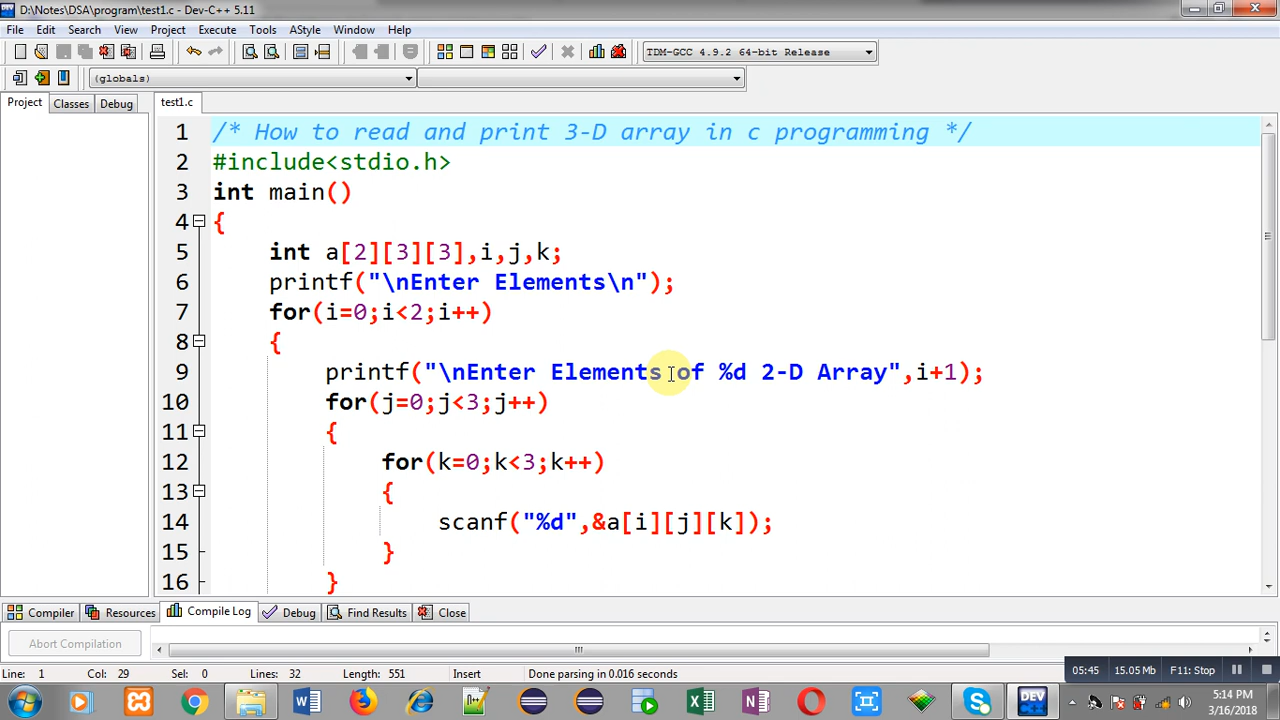 D:\Notes\DSA\program\test1.c - Dev-C++ 5.11
File Edit Search View Project Execute Tools AStyle Window Help
TDM-GCC 4.9.2 64-bit Release
(globals)
Project Classes Debug test1.c
1 /* How to read and print 3-D array in c programming */
2 #include<stdio.h>
3 int main()
4 {
5 int a[2][3][3],i,j,k;
6 printf("\nEnter Elements\n");
7 for(i=0;i<2;i++)
8 {
9 printf("\nEnter Elements of %d 2-D Array",i+1);
10 for(j=0;j<3;j++)
11 {
12 for(k=0;k<3;k++)
13 {
14 scanf("%d",&a[i][j][k]);
15 }
16 }
Compiler Resources Compile Log Debug Find Results Close
Abort Compilation
Line: 1 Col: 29 Sel: 0 Lines: 32 Length: 551 Insert Done parsing in 0.016 seconds
05:45 15.05 Mb F11: Stop
DEV
5:14 PM
3/16/2018